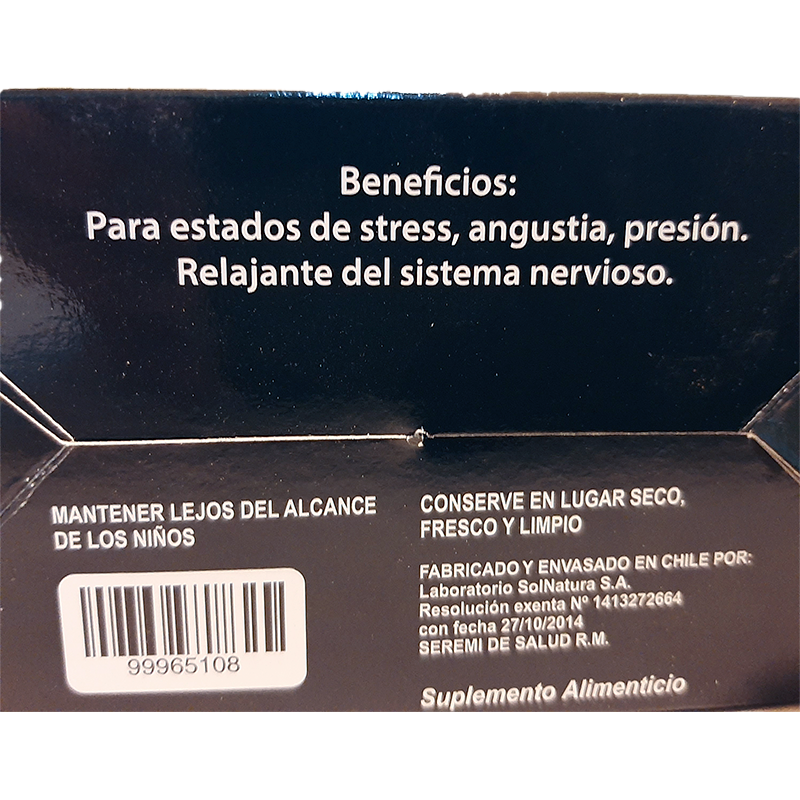 Beneficios:
Para estados de stress, angustia, presión.
Relajante del sistema nervioso.
MANTENER LEJOS DEL ALCANCE
DE LOS NIÑOS
99965108
CONSERVE EN LUGAR SECO,
FRESCO Y LIMPIO
FABRICADO Y ENVASADO EN CHILE POR:
Laboratorio SolNatura S.A.
Resolución exenta Nº 1413272664
con fecha 27/10/2014
SEREMI DE SALUD R.M.
Suplemento Alimenticio